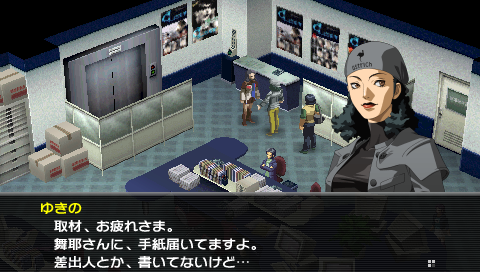 ostrich
ゆきの
取材、お疲れさま。
舞耶さんに、手紙届いてますよ。
差出人とか、書いてないけど…